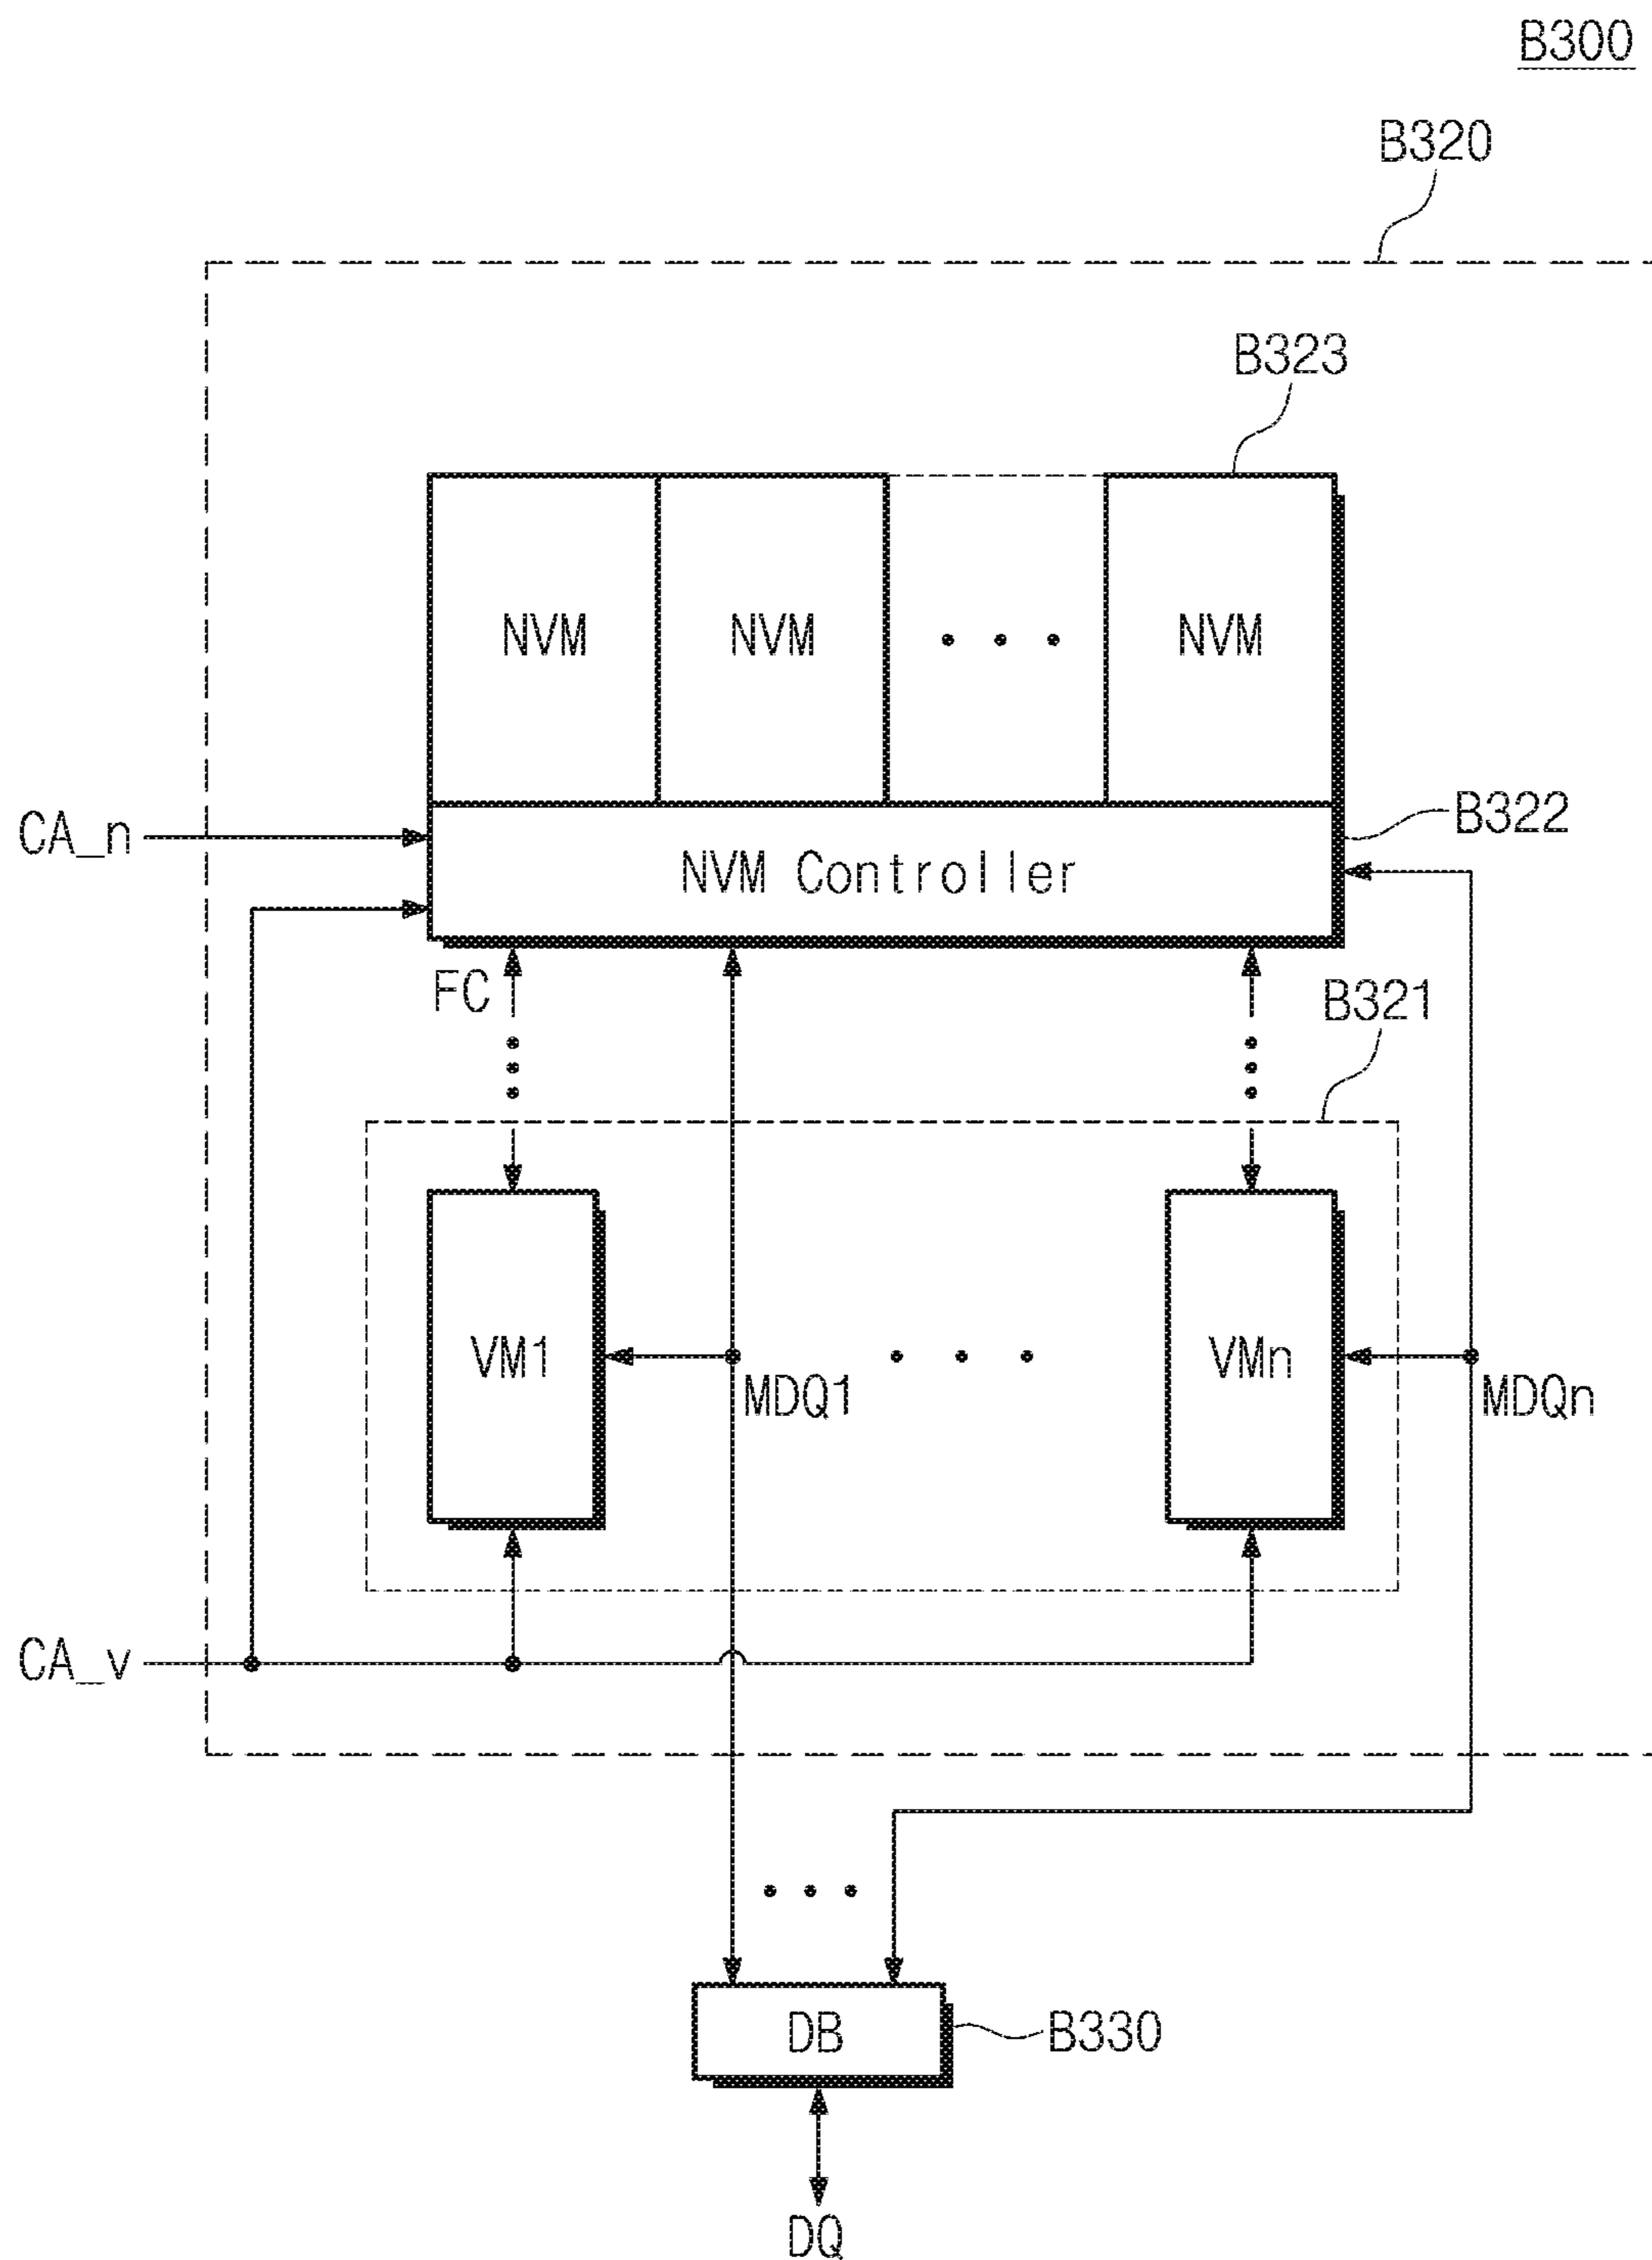 B300
B320
B323
NVM NVM NVM
CA_n
B322
NVM Controller
FC
B321
VM1
VMn
MDQ1
MDQn
CA_v
DB
B330
DQ